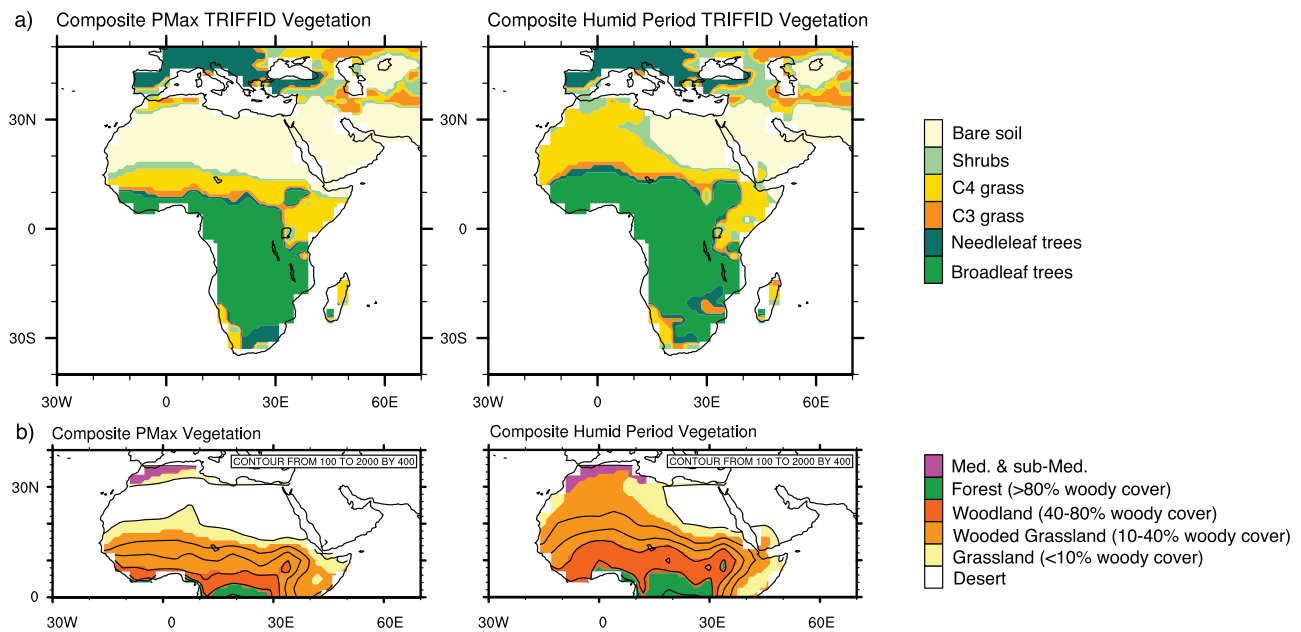 a)
Composite PMax TRIFFID Vegetation
Composite Humid Period TRIFFID Vegetation
30N
0
30S
30W
0
30E
60E
30N
0
30S
30W
0
30E
60E
Bare soil
Shrubs
C4 grass
C3 grass
Needleleaf trees
Broadleaf trees
b)
Composite PMax Vegetation
Composite Humid Period Vegetation
CONTOUR FROM 100 TO 2000 BY 400
CONTOUR FROM 100 TO 2000 BY 400
30N
0
30W
0
30E
60E
30N
0
30W
0
30E
60E
Med. & sub-Med.
Forest (>80% woody cover)
Woodland (40-80% woody cover)
Wooded Grassland (10-40% woody cover)
Grassland (<10% woody cover)
Desert